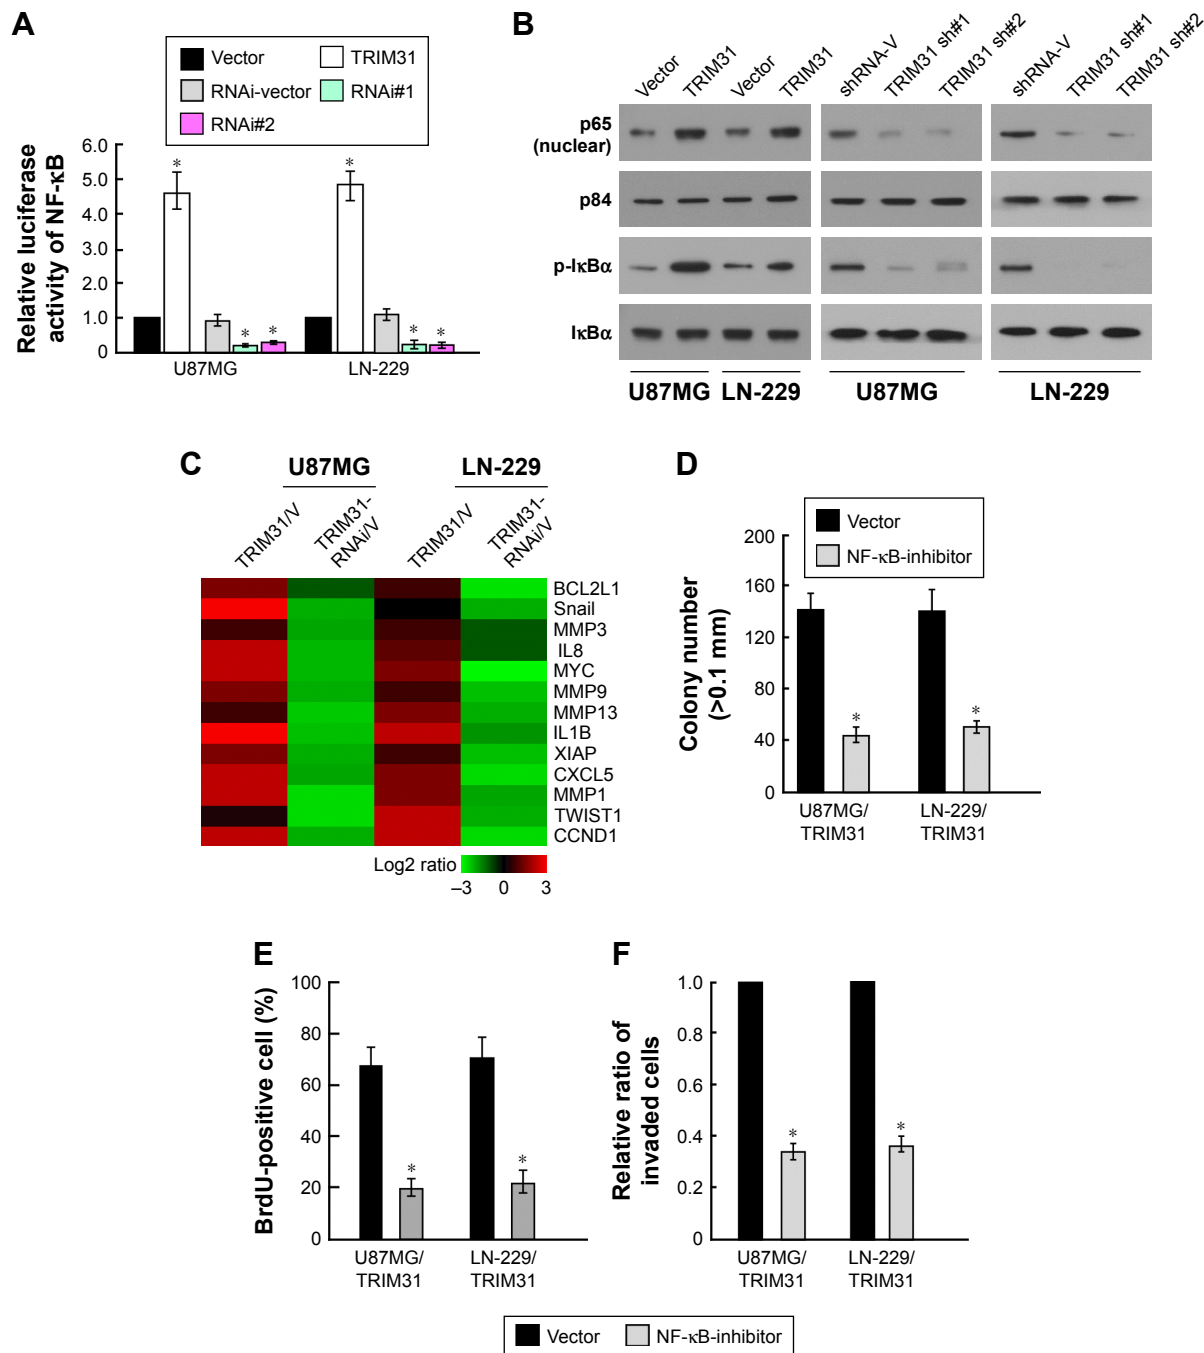 A
Vector
TRIM31
RNAi-vector
RNAi#1
RNAi#2
Relative luciferase
activity of NF-κB
6.0
5.0
4.0
3.0
2.0
1.0
0
*
*
*
*
*
*
U87MG
LN-229
B
Vector
TRIM31
Vector
TRIM31
shRNA-V
TRIM31 sh#1
TRIM31 sh#2
shRNA-V
TRIM31 sh#1
TRIM31 sh#2
p65
(nuclear)
p84
p-IκBα
IκBα
U87MG
LN-229
U87MG
LN-229
C
U87MG
LN-229
TRIM31/V
TRIM31-
RNAi/V
TRIM31/V
TRIM31-
RNAi/V
BCL2L1
Snail
MMP3
IL8
MYC
MMP9
MMP13
IL1B
XIAP
CXCL5
MMP1
TWIST1
CCND1
Log2 ratio
–3 0 3
D
Vector
NF-κB-inhibitor
Colony number
(>0.1 mm)
200
160
120
80
40
0
*
*
U87MG/
TRIM31
LN-229/
TRIM31
E
BrdU-positive cell (%)
100
80
60
40
20
0
*
*
U87MG/
TRIM31
LN-229/
TRIM31
F
Relative ratio of
invaded cells
1.0
0.8
0.6
0.4
0.2
0
*
*
U87MG/
TRIM31
LN-229/
TRIM31
Vector
NF-κB-inhibitor